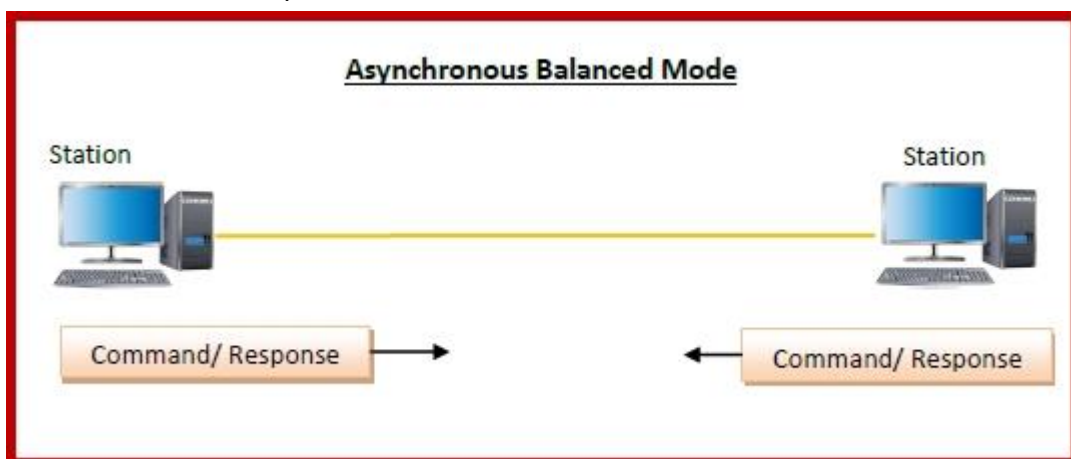 Asynchronous Balanced Mode
Station
Station
Command/ Response
Command/ Response